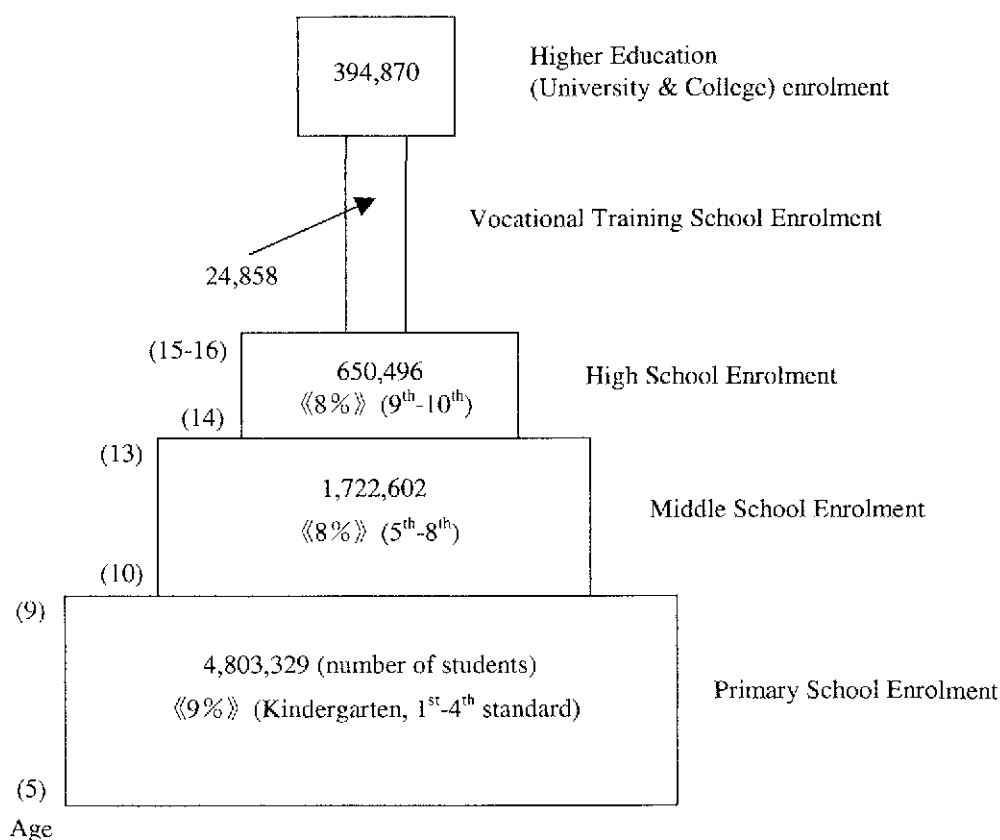 394,870
Higher Education
(University & College) enrolment
Vocational Training School Enrolment
24,858
(15-16)
650,496
High School Enrolment
《8%》 (9th-10th)
(14)
(13)
1,722,602
Middle School Enrolment
《8%》 (5th-8th)
(10)
(9)
4,803,329 (number of students)
Primary School Enrolment
《9%》 (Kindergarten, 1st-4th standard)
(5)
Age